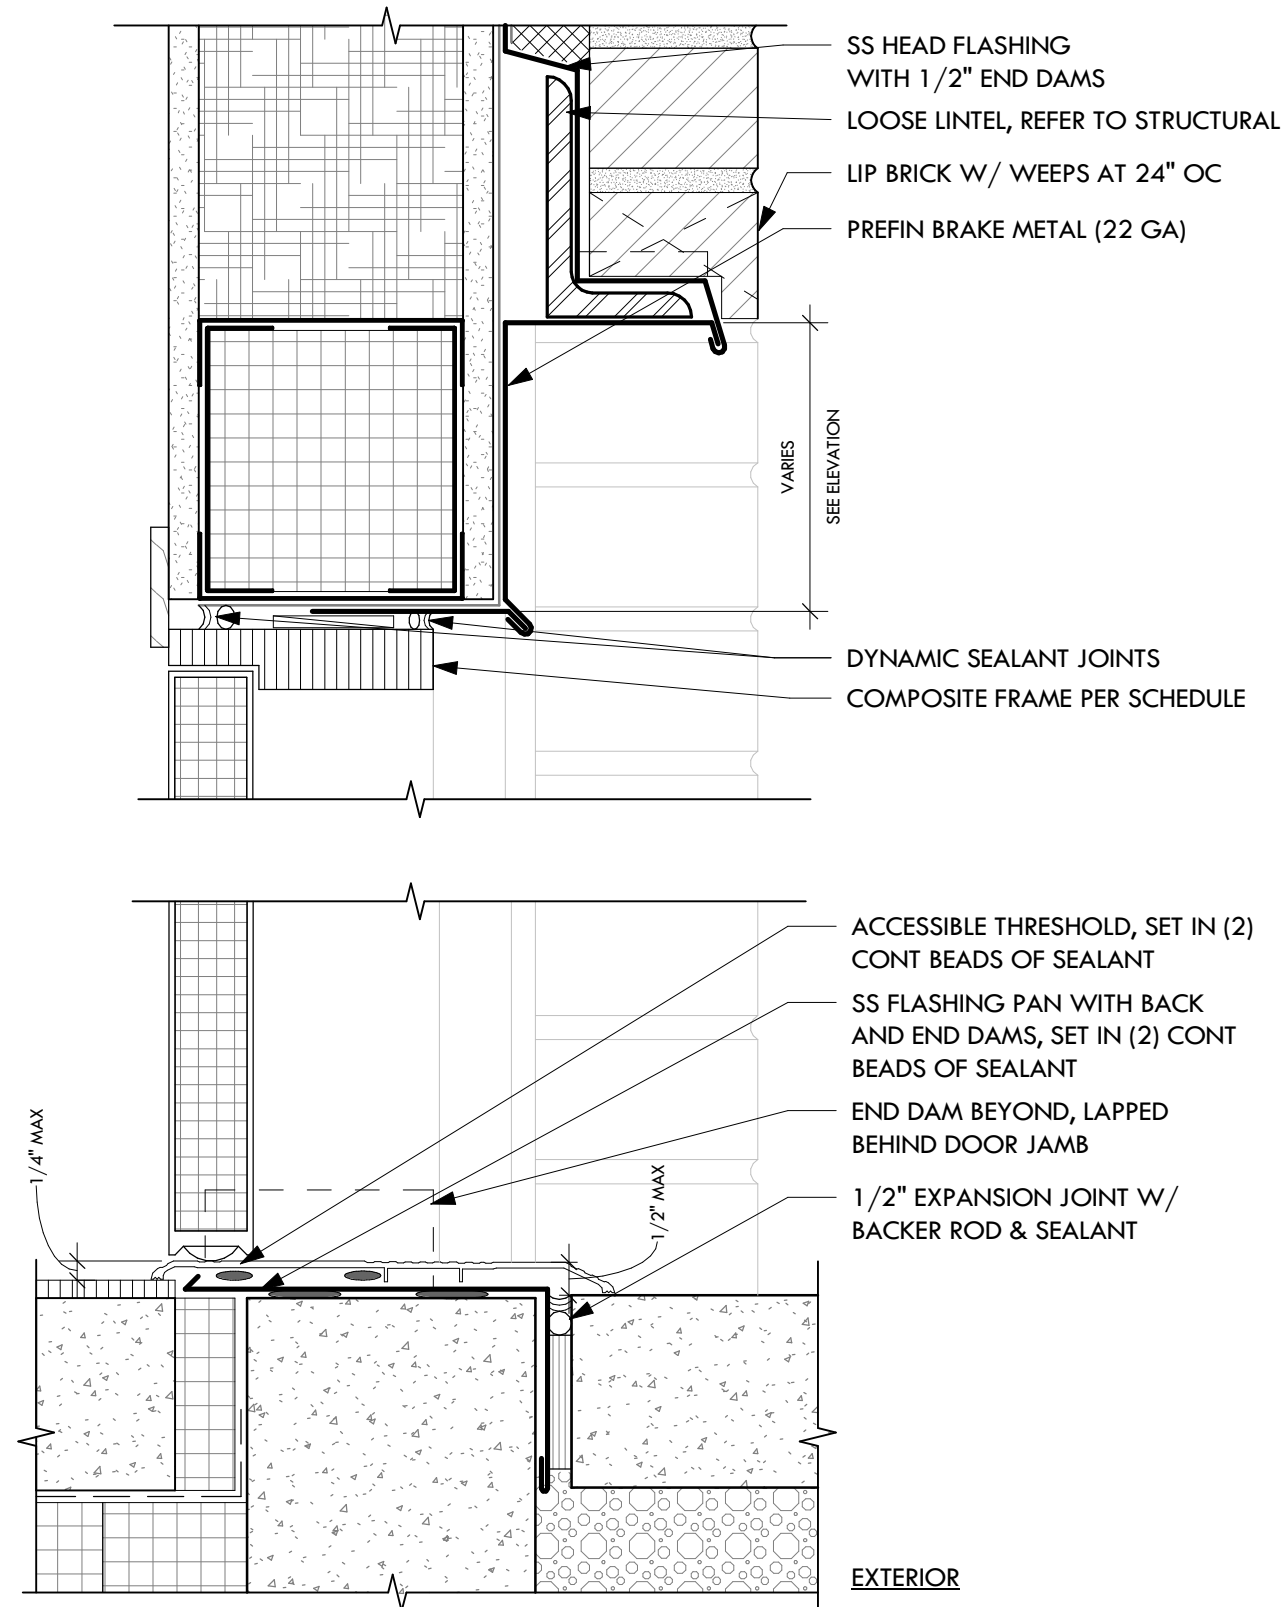 SS HEAD FLASHING
WITH 1/2" END DAMS
LOOSE LINTEL, REFER TO STRUCTURAL
LIP BRICK W/ WEEPS AT 24" OC
PREFIN BRAKE METAL (22 GA)
VARIES
SEE ELEVATION
DYNAMIC SEALANT JOINTS
COMPOSITE FRAME PER SCHEDULE
ACCESSIBLE THRESHOLD, SET IN (2)
CONT BEADS OF SEALANT
SS FLASHING PAN WITH BACK
AND END DAMS, SET IN (2) CONT
BEADS OF SEALANT
END DAM BEYOND, LAPPED
BEHIND DOOR JAMB
1/4" MAX
1/2" MAX
1/2" EXPANSION JOINT W/
BACKER ROD & SEALANT
EXTERIOR